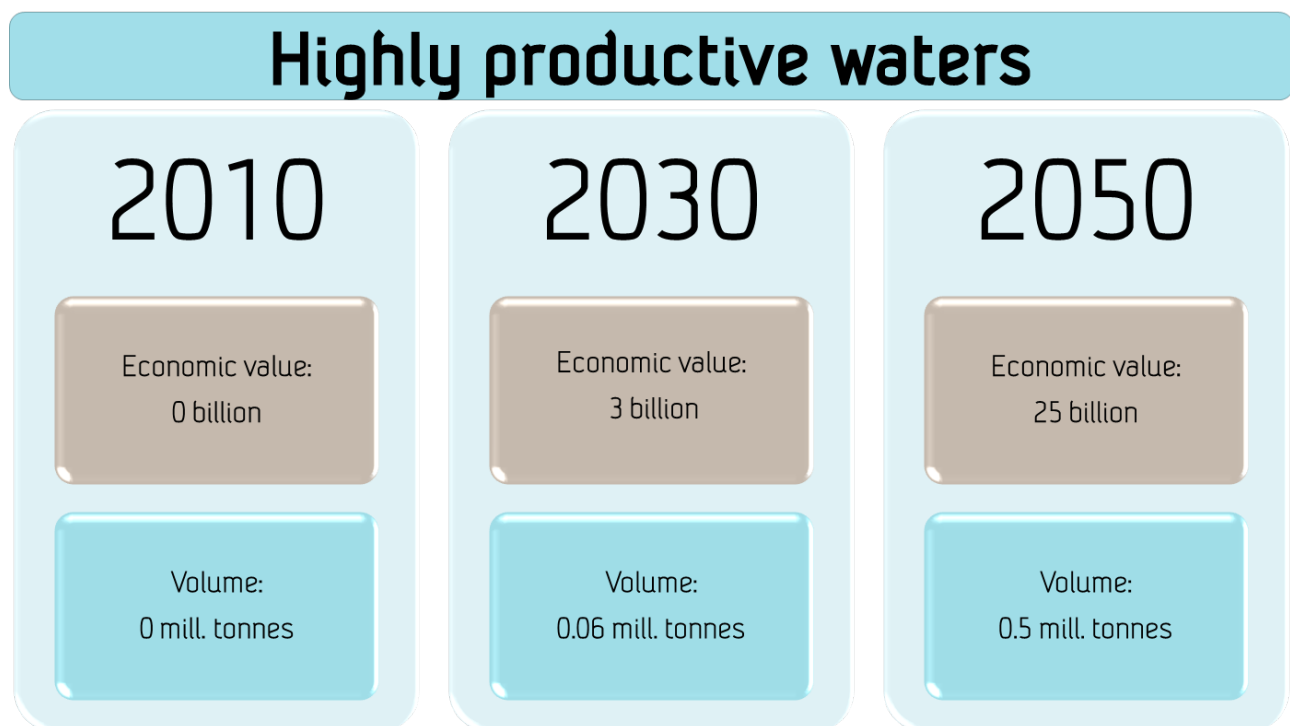 Highly productive waters
2010
Economic value:
0 billion
Volume:
0 mill. tonnes
2030
Economic value:
3 billion
Volume:
0.06 mill. tonnes
2050
Economic value:
25 billion
Volume:
0.5 mill. tonnes